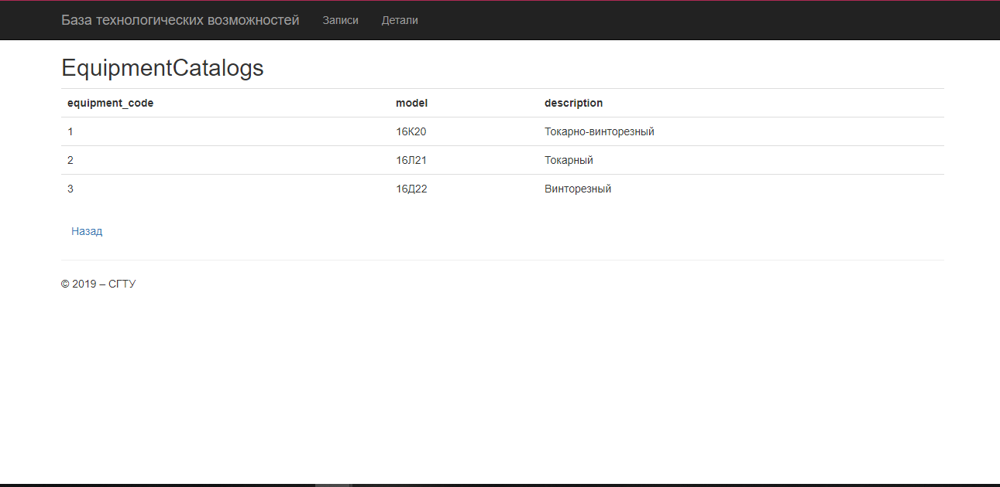 База технологических возможностей Записи Детали
EquipmentCatalogs
equipment_code model description
1 16К20 Токарно-винторезный
2 16Л21 Токарный
3 16Д22 Винторезный
Назад
© 2019 – СГТУ